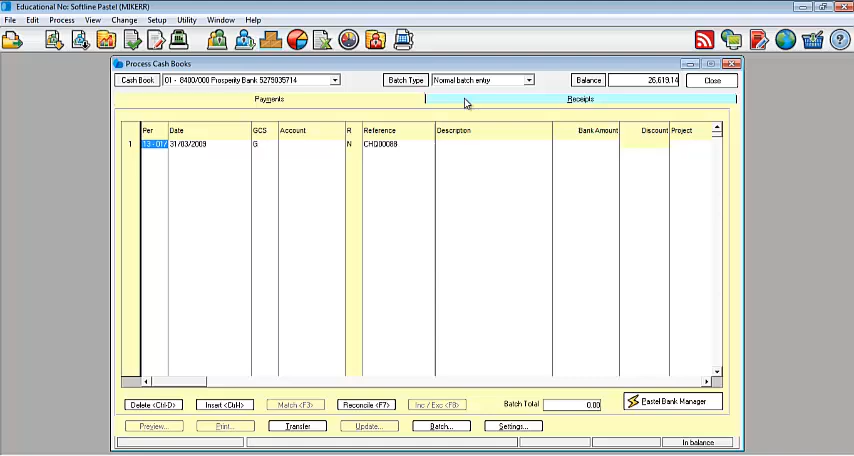 Educational No: Softline Pastel (MIKERR)
File Edit Process View Change Setup Utility Window Help
Process Cash Books
Cash Book 01 - 8400/000 Prosperity Bank 5279035714 Batch Type Normal batch entry Balance 26,619.14 Close
Payments Receipts
Per Date GCS Account R Reference Description Bank Amount Discount Project
1 13 - 01/ 31/03/2009 G N CHQ00088
Delete <Ctrl-D> Insert <Ctrl-I> Match <F3> Reconcile <F7> Inc / Exc <F8> Batch Total 0.00 Pastel Bank Manager
Preview... Print... Transfer Update... Batch... Settings...
In balance